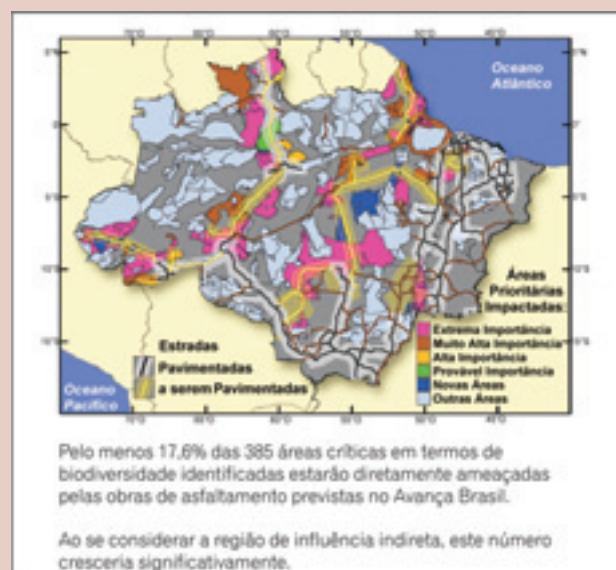 Oceano
Atlântico
Áreas
Prioritárias
Impactadas:
Extrema Importância
Muito Alta Importância
Alta Importância
Provável Importância
Novas Áreas
Outras Áreas
Estradas
Pavimentadas
a serem Pavimentadas
Oceano
Pacífico
Pelo menos 17,6% das 385 áreas críticas em termos de
biodiversidade identificadas estarão diretamente ameaçadas
pelas obras de asfaltamento previstas no Avança Brasil.
Ao se considerar a região de influência indireta, este número
cresceria significativamente.